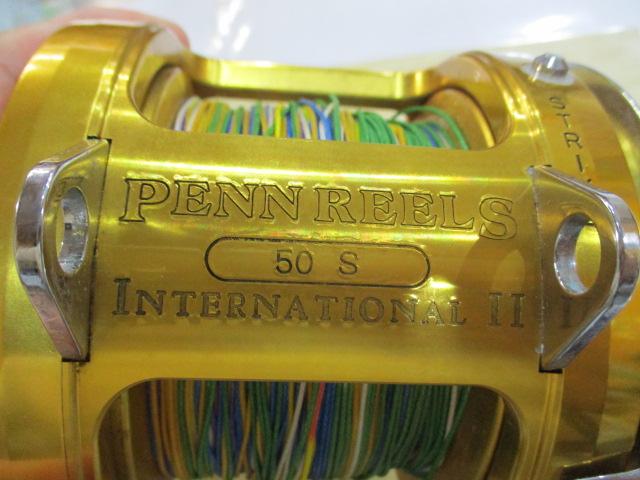 PENN REELS
50 S
INTERNATIONAL II